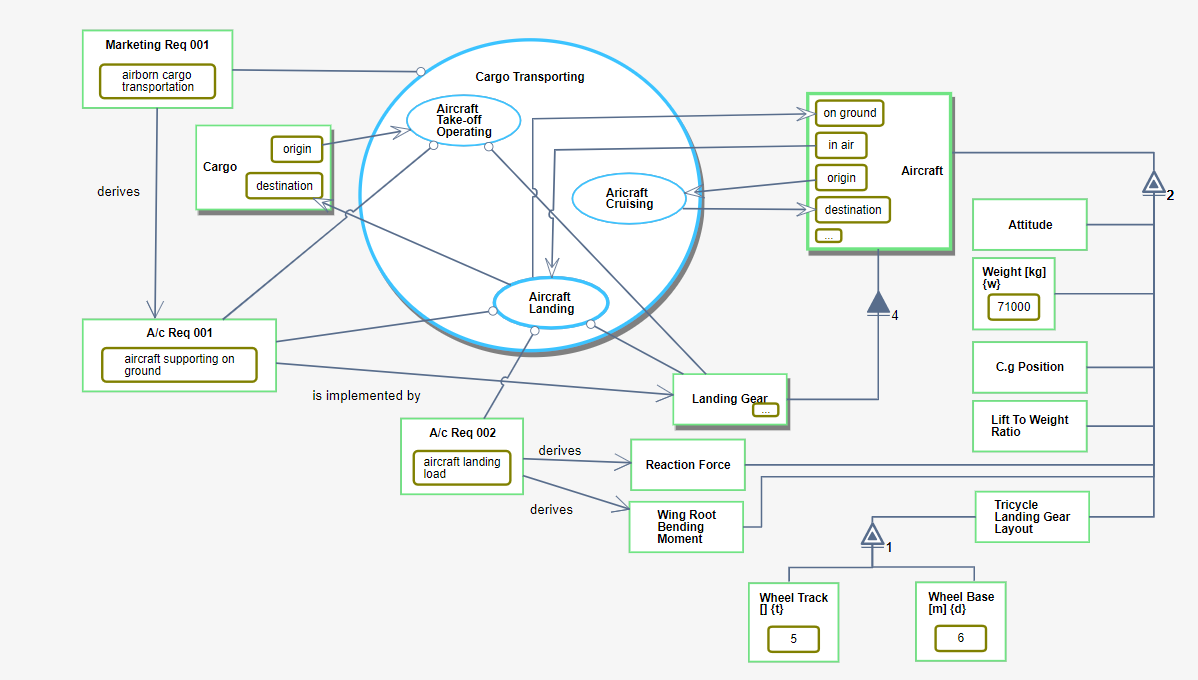 Marketing Req 001
airborn cargo
transportation
Cargo Transporting
Aircraft
Take-off
Operating
on ground
in air
origin
destination
...
Aircraft
Cargo
origin
destination
derives
Aricraft
Cruising
2
Attitude
Weight [kg]
{w}
71000
Aircraft
Landing
4
A/c Req 001
aircraft supporting on
ground
C.g Position
is implemented by
Landing Gear
...
Lift To Weight
Ratio
A/c Req 002
aircraft landing
load
derives
Reaction Force
derives
Wing Root
Bending
Moment
Tricycle
Landing Gear
Layout
1
Wheel Track
[] {t}
5
Wheel Base
[m] {d}
6